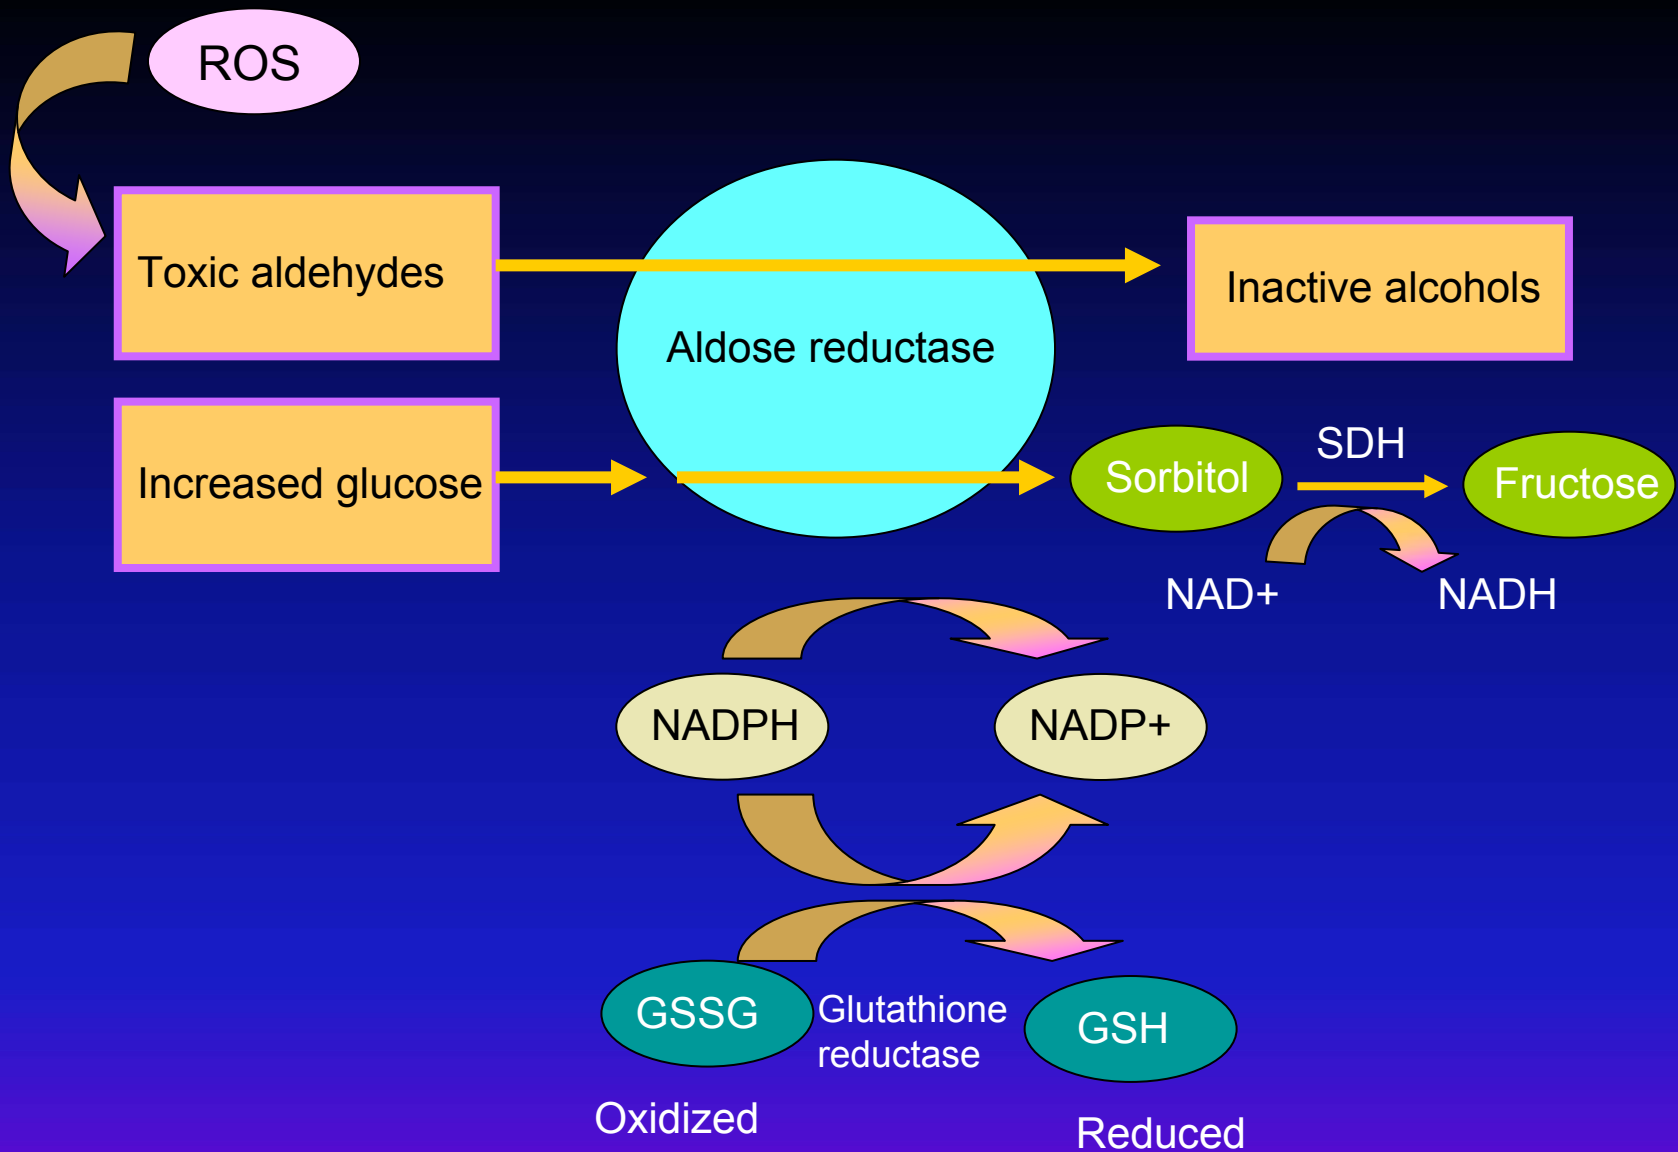 ROS
Toxic aldehydes
Inactive alcohols
Aldose reductase
Increased glucose
Sorbitol
SDH
Fructose
NAD+
NADH
NADPH
NADP+
GSSG
Glutathione
reductase
GSH
Oxidized
Reduced